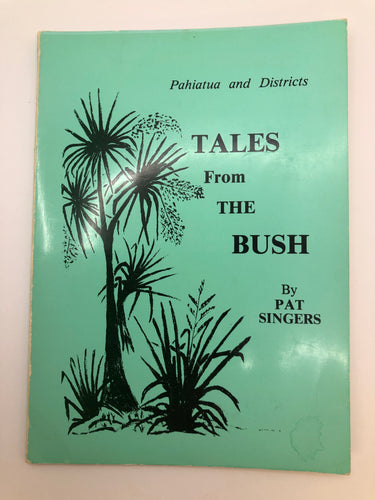 Pahiatua and Districts
TALES
From
THE
BUSH
By
PAT
SINGERS